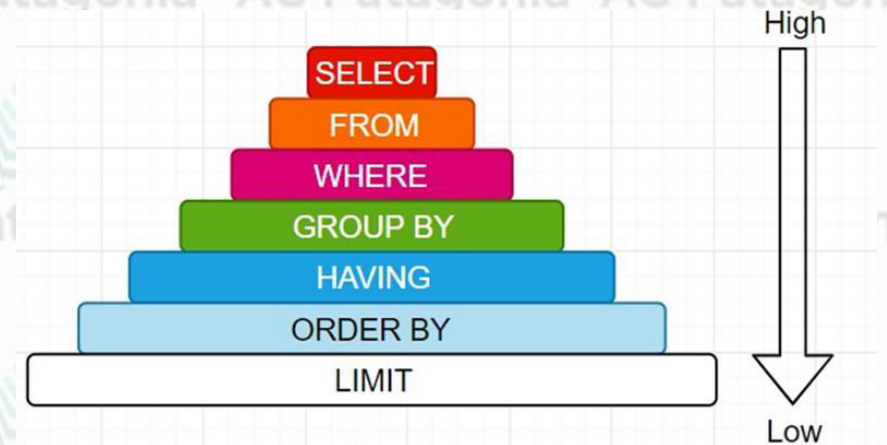 High
SELECT
FROM
WHERE
GROUP BY
HAVING
ORDER BY
LIMIT
Low